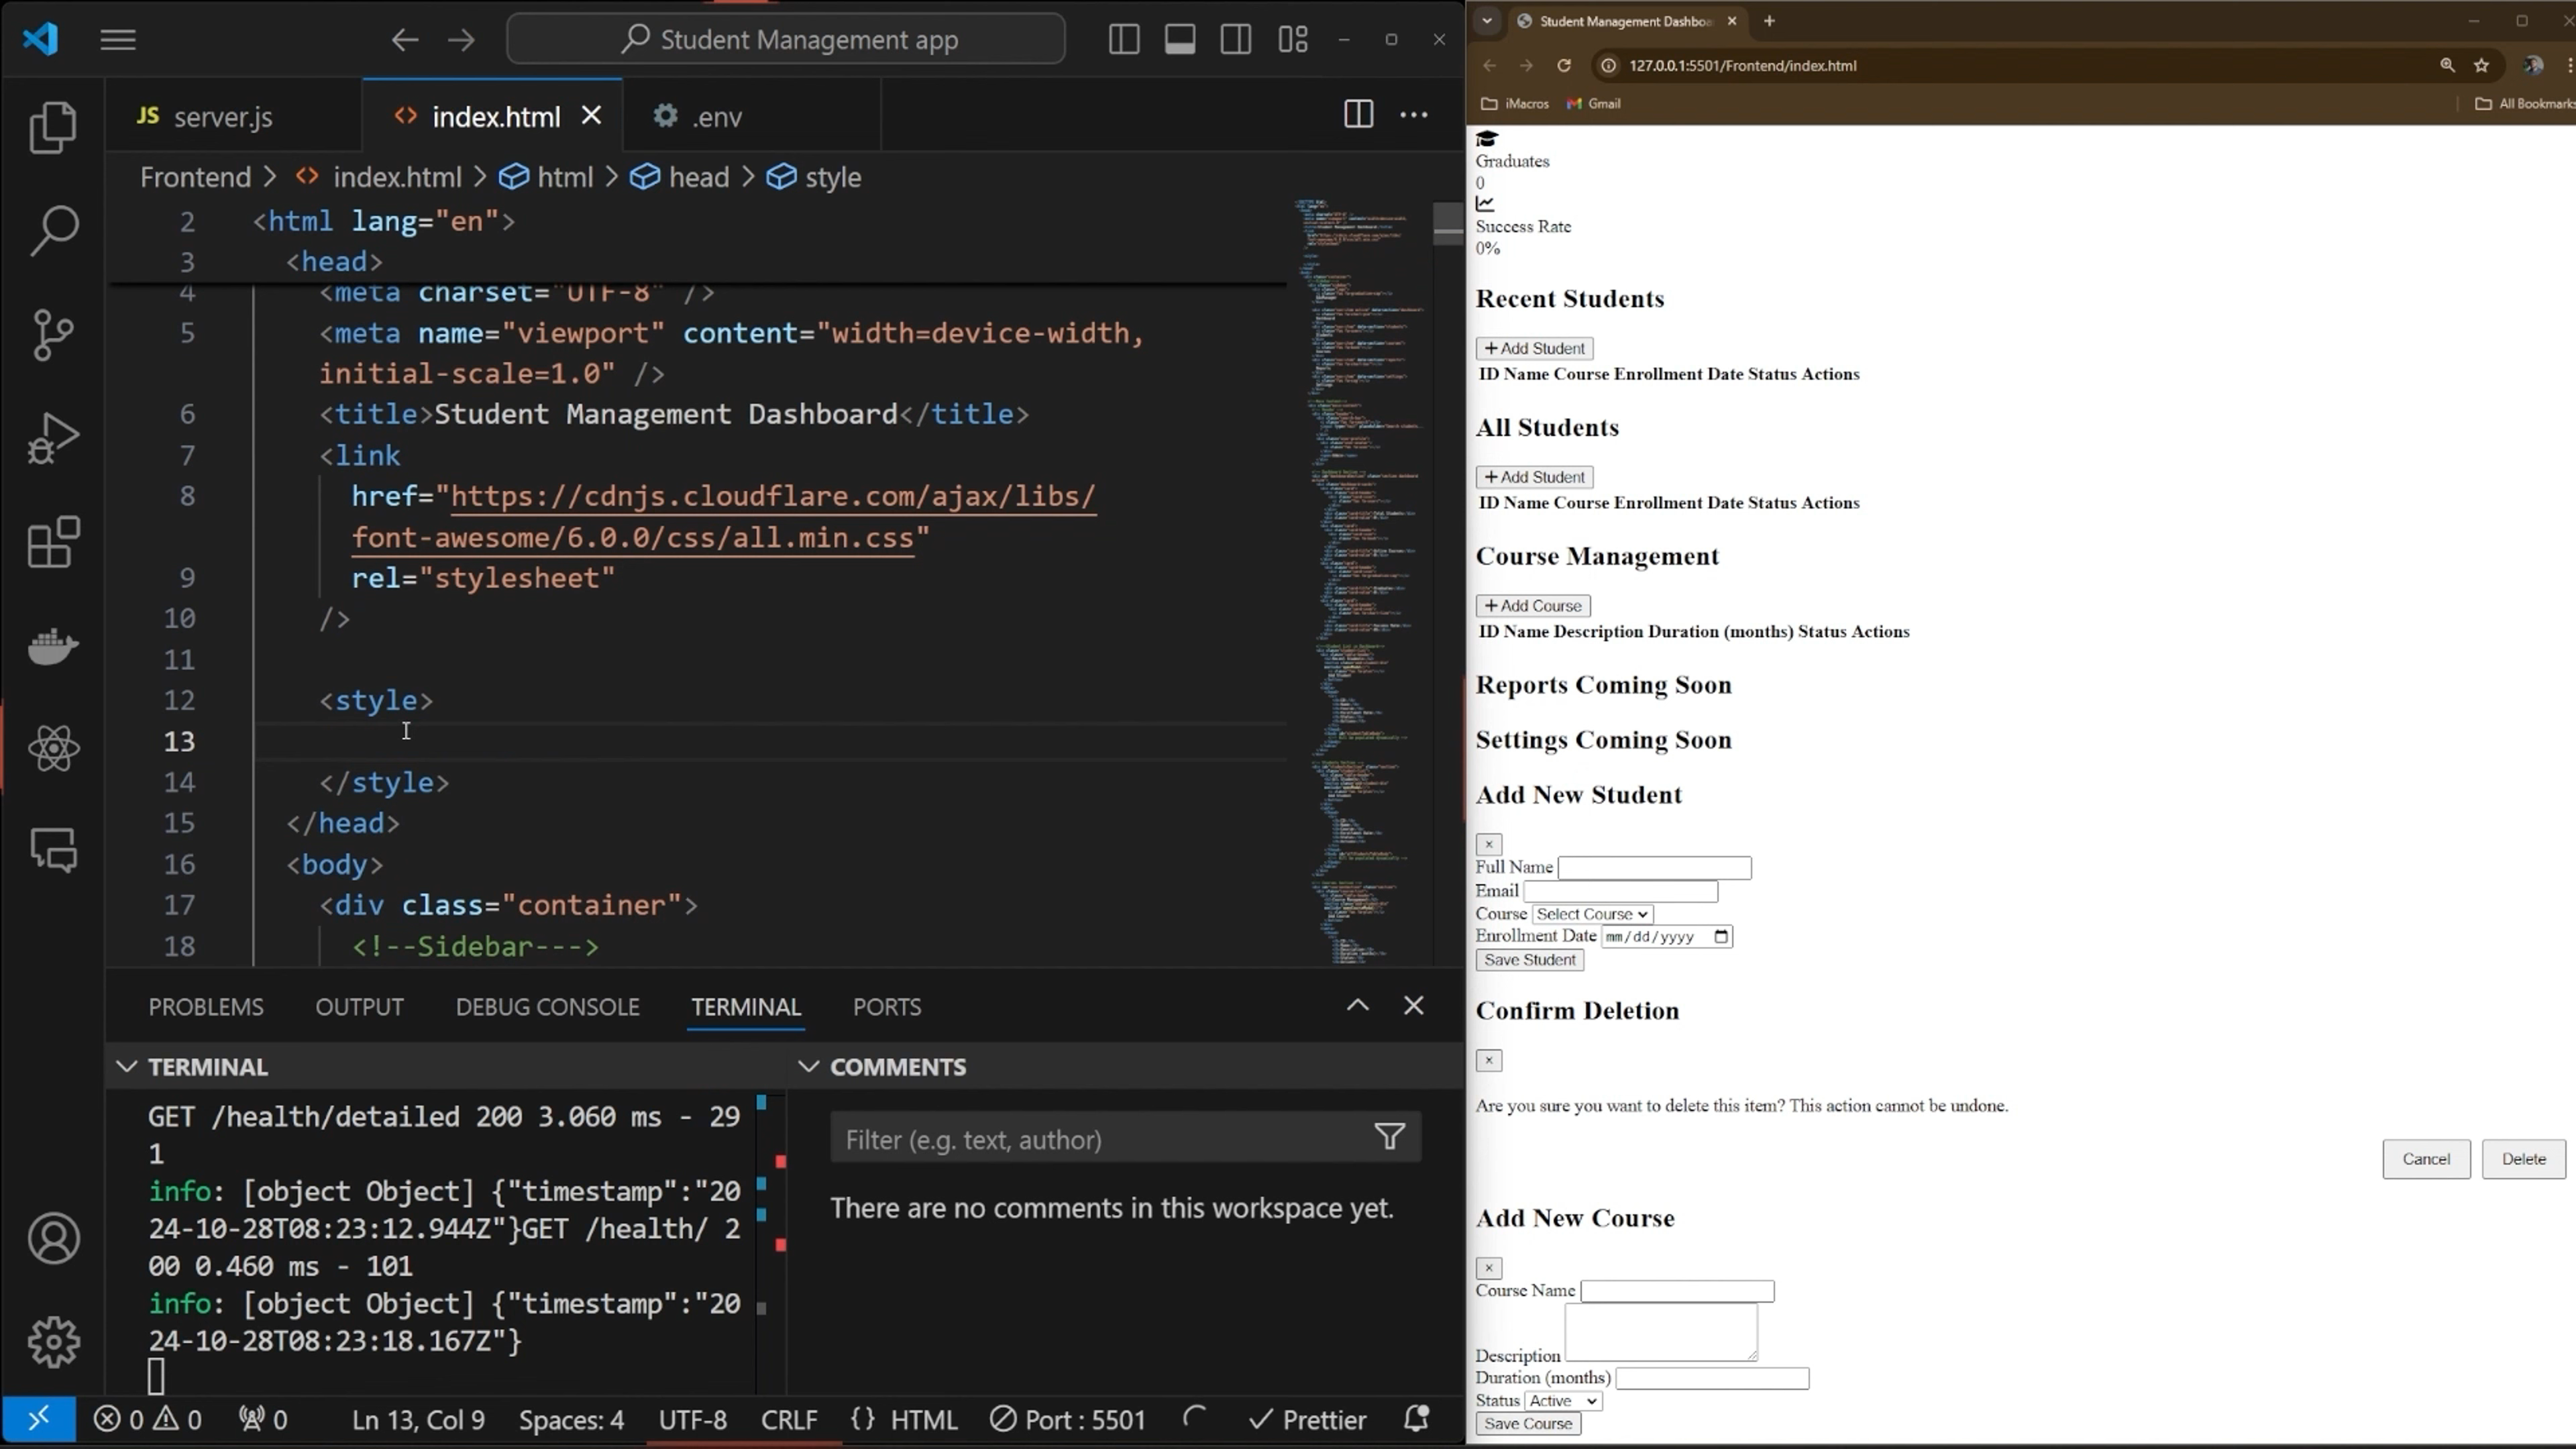 Student Management app
JS server.js
index.html
.env
Frontend > index.html > html > head > style
2 <html lang="en">
3 <head>
4 <meta charset="UTF-8" />
5 <meta name="viewport" content="width=device-width,
initial-scale=1.0" />
6 <title>Student Management Dashboard</title>
7 <link
8 href="https://cdnjs.cloudflare.com/ajax/libs/
font-awesome/6.0.0/css/all.min.css"
9 rel="stylesheet"
10 />
11
12 <style>
13
14 </style>
15 </head>
16 <body>
17 <div class="container">
18 <!--Sidebar--->
PROBLEMS OUTPUT DEBUG CONSOLE TERMINAL PORTS
TERMINAL
GET /health/detailed 200 3.060 ms - 29
1
info: [object Object] {"timestamp":"20
24-10-28T08:23:12.944Z"}GET /health/ 2
00 0.460 ms - 101
info: [object Object] {"timestamp":"20
24-10-28T08:23:18.167Z"}
COMMENTS
Filter (e.g. text, author)
There are no comments in this workspace yet.
0 0 0 Ln 13, Col 9 Spaces: 4 UTF-8 CRLF {} HTML Port : 5501 Prettier
Student Management Dashbo
127.0.0.1:5501/Frontend/index.html
iMacros Gmail All Bookmarks
Graduates
0
Success Rate
0%
Recent Students
+ Add Student
ID Name Course Enrollment Date Status Actions
All Students
+ Add Student
ID Name Course Enrollment Date Status Actions
Course Management
+ Add Course
ID Name Description Duration (months) Status Actions
Reports Coming Soon
Settings Coming Soon
Add New Student
×
Full Name
Email
Course Select Course
Enrollment Date mm/dd/yyyy
Save Student
Confirm Deletion
×
Are you sure you want to delete this item? This action cannot be undone.
Cancel Delete
Add New Course
×
Course Name
Description
Duration (months)
Status Active
Save Course